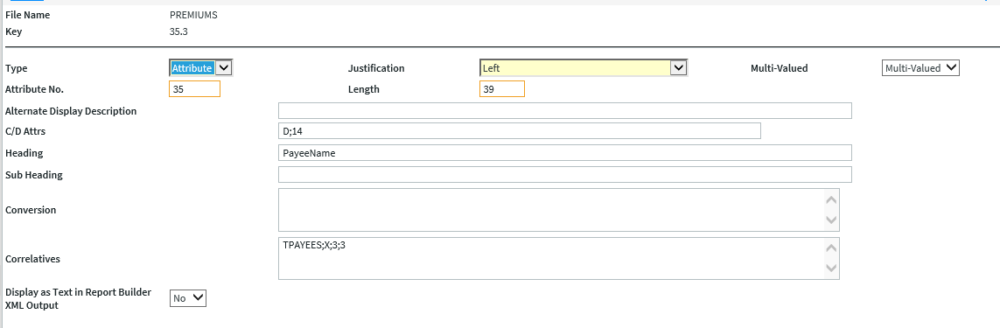 File Name PREMIUMS
Key 35.3
Type Attribute Justification Left Multi-Valued Multi-Valued
Attribute No. 35 Length 39
Alternate Display Description
C/D Attrs D;14
Heading PayeeName
Sub Heading
Conversion
Correlatives TPAYEES;X;3;3
Display as Text in Report Builder
XML Output No